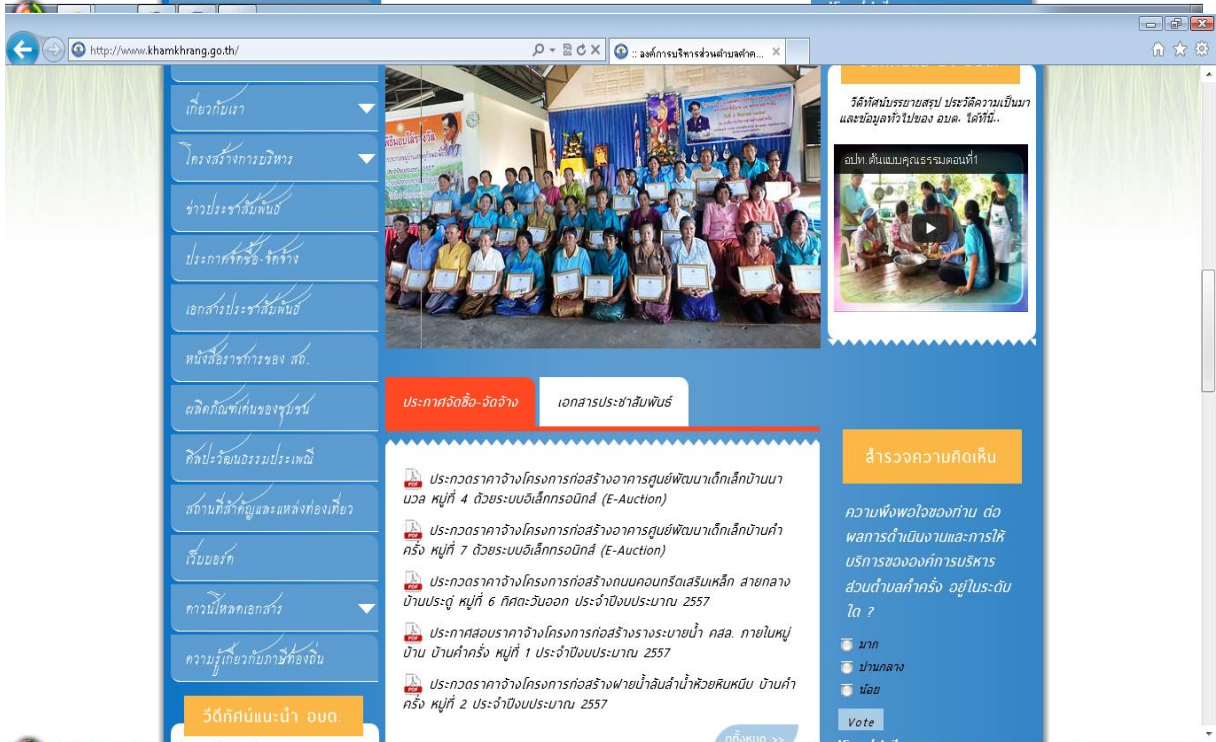 http://www.khamkhrang.go.th/
:: องค์การบริหารส่วนตำบลคำค...
เกี่ยวกับเรา
โครงสร้างการบริหาร
ข่าวประชาสัมพันธ์
ประกาศจัดซื้อ-จัดจ้าง
เอกสารประชาสัมพันธ์
หนังสือราชการของ สถ.
ผลิตภัณฑ์เด่นของชุมชน
ศิลปะวัฒนธรรมประเพณี
สถานที่สำคัญและแหล่งท่องเที่ยว
เว็บบอร์ด
ดาวน์โหลดเอกสาร
ความรู้เกี่ยวกับภาษีท้องถิ่น
วีดีทัศน์แนะนำ อบต.
ประกาศจัดซื้อ-จัดจ้าง
เอกสารประชาสัมพันธ์
ประกวดราคาจ้างโครงการก่อสร้างอาคารศูนย์พัฒนาเด็กเล็กบ้านนา
นวล หมู่ที่ 4 ด้วยระบบอิเล็กทรอนิกส์ (E-Auction)
ประกวดราคาจ้างโครงการก่อสร้างอาคารศูนย์พัฒนาเด็กเล็กบ้านคำ
ครั่ง หมู่ที่ 7 ด้วยระบบอิเล็กทรอนิกส์ (E-Auction)
ประกวดราคาจ้างโครงการก่อสร้างถนนคอนกรีตเสริมเหล็ก สายกลาง
บ้านประดู่ หมู่ที่ 6 ทิศตะวันออก ประจำปีงบประมาณ 2557
ประกาศสอบราคาจ้างโครงการก่อสร้างรางระบายน้ำ คสล. ภายในหมู่
บ้าน บ้านคำครั่ง หมู่ที่ 1 ประจำปีงบประมาณ 2557
ประกวดราคาจ้างโครงการก่อสร้างฝายน้ำล้นลำน้ำห้วยหินหนีบ บ้านคำ
ครั่ง หมู่ที่ 2 ประจำปีงบประมาณ 2557
ดูทั้งหมด >>
วีดีทัศน์บรรยายสรุป ประวัติความเป็นมา
และข้อมูลทั่วไปของ อบต. ได้ที่นี่..
อปท.ต้นแบบคุณธรรมตอนที่1
สำรวจความคิดเห็น
ความพึงพอใจของท่าน ต่อ
ผลการดำเนินงานและการให้
บริการขององค์การบริหาร
ส่วนตำบลคำครั่ง อยู่ในระดับ
ใด ?
มาก
ปานกลาง
น้อย
Vote